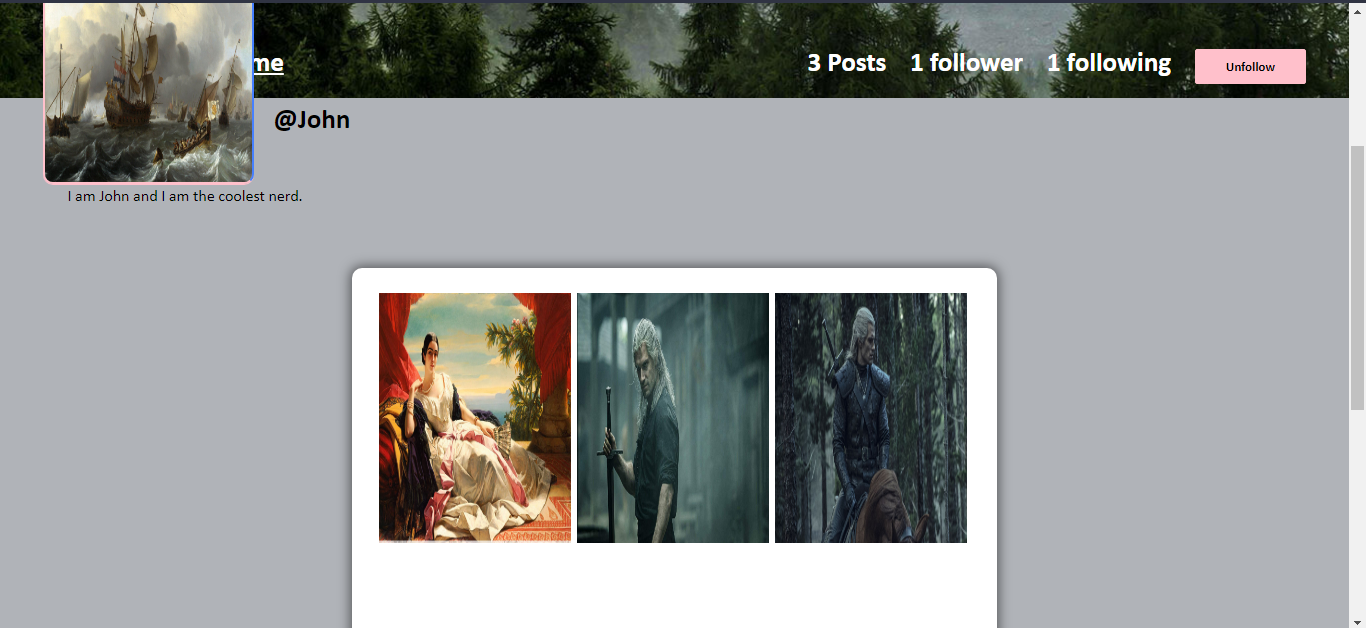 me 3 Posts 1 follower 1 following Unfollow
@John
I am John and I am the coolest nerd.